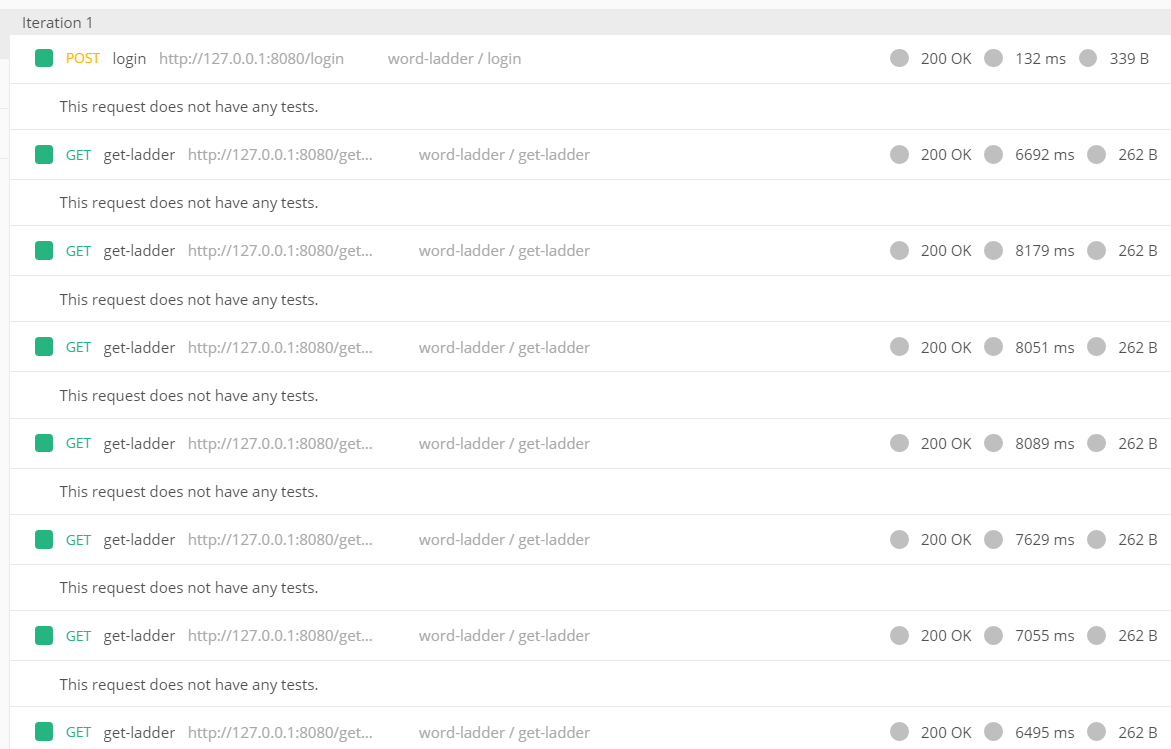 Iteration 1
POST login http://127.0.0.1:8080/login word-ladder / login 200 OK 132 ms 339 B
This request does not have any tests.
GET get-ladder http://127.0.0.1:8080/get... word-ladder / get-ladder 200 OK 6692 ms 262 B
This request does not have any tests.
GET get-ladder http://127.0.0.1:8080/get... word-ladder / get-ladder 200 OK 8179 ms 262 B
This request does not have any tests.
GET get-ladder http://127.0.0.1:8080/get... word-ladder / get-ladder 200 OK 8051 ms 262 B
This request does not have any tests.
GET get-ladder http://127.0.0.1:8080/get... word-ladder / get-ladder 200 OK 8089 ms 262 B
This request does not have any tests.
GET get-ladder http://127.0.0.1:8080/get... word-ladder / get-ladder 200 OK 7629 ms 262 B
This request does not have any tests.
GET get-ladder http://127.0.0.1:8080/get... word-ladder / get-ladder 200 OK 7055 ms 262 B
This request does not have any tests.
GET get-ladder http://127.0.0.1:8080/get... word-ladder / get-ladder 200 OK 6495 ms 262 B